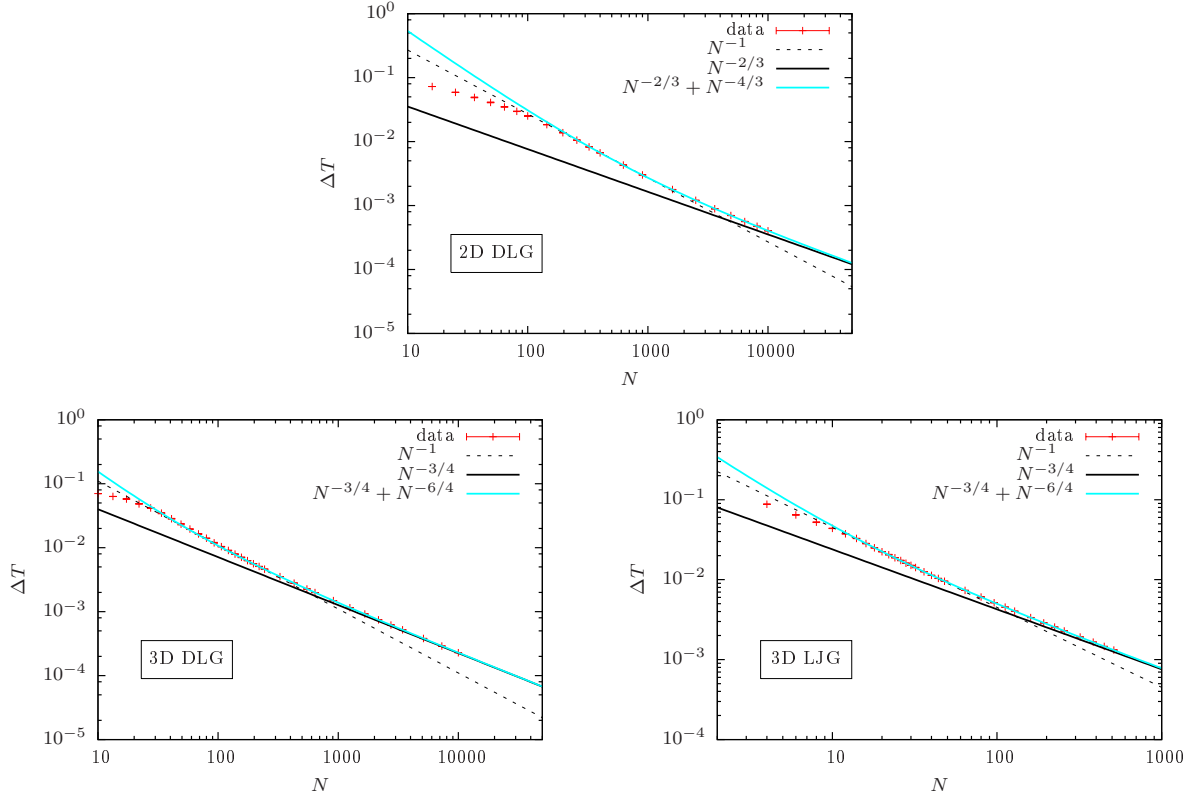 10^0
10^{-1}
10^{-2}
10^{-3}
10^{-4}
10^{-5}
ΔT
10 100 1000 10000
N
data
N^{-1}
N^{-2/3}
N^{-2/3} + N^{-4/3}
2D DLG
10^0
10^{-1}
10^{-2}
10^{-3}
10^{-4}
10^{-5}
ΔT
10 100 1000 10000
N
data
N^{-1}
N^{-3/4}
N^{-3/4} + N^{-6/4}
3D DLG
10^0
10^{-1}
10^{-2}
10^{-3}
10^{-4}
ΔT
10 100 1000
N
data
N^{-1}
N^{-3/4}
N^{-3/4} + N^{-6/4}
3D LJG